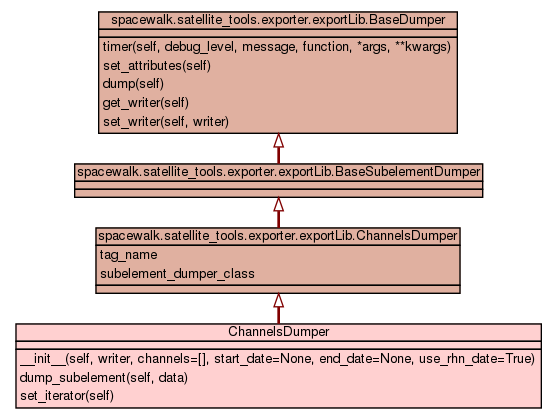 spacewalk.satellite_tools.exporter.exportLib.BaseDumper
timer(self, debug_level, message, function, *args, **kwargs)
set_attributes(self)
dump(self)
get_writer(self)
set_writer(self, writer)
spacewalk.satellite_tools.exporter.exportLib.BaseSubelementDumper
spacewalk.satellite_tools.exporter.exportLib.ChannelsDumper
tag_name
subelement_dumper_class
ChannelsDumper
__init__(self, writer, channels=[], start_date=None, end_date=None, use_rhn_date=True)
dump_subelement(self, data)
set_iterator(self)